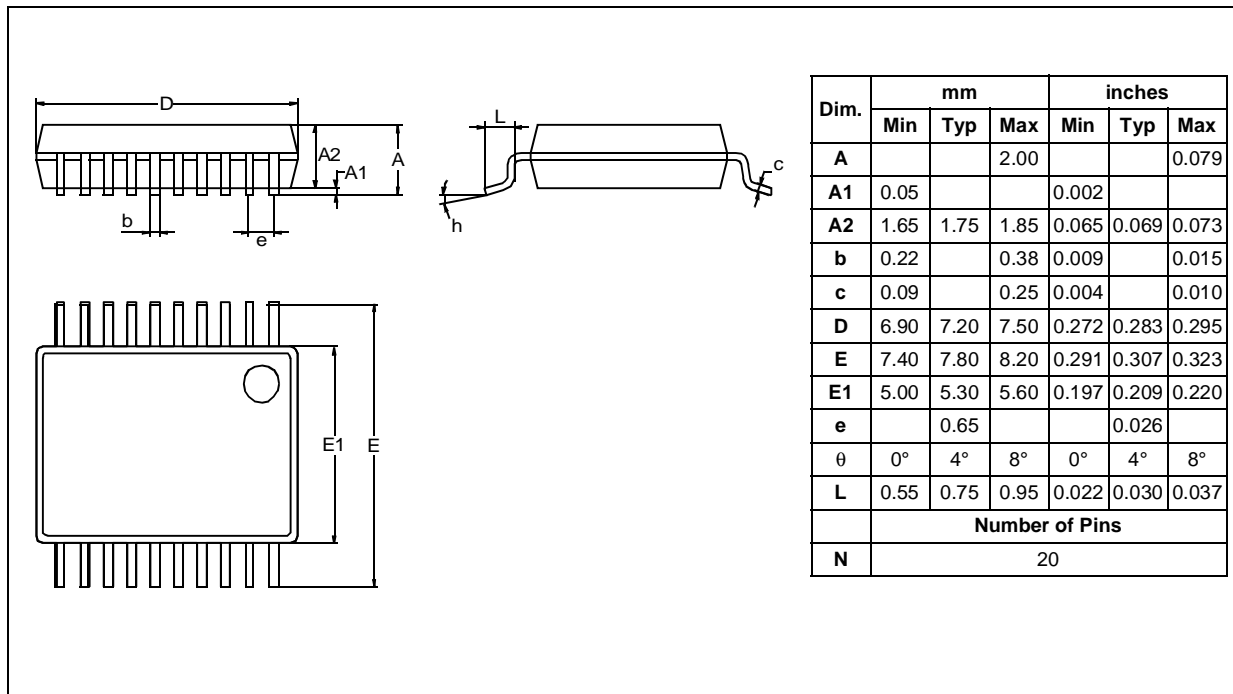 D
A2
A
A1
b
e
L
c
h
E1
E
Dim. mm inches
Min Typ Max Min Typ Max
A 2.00 0.079
A1 0.05 0.002
A2 1.65 1.75 1.85 0.065 0.069 0.073
b 0.22 0.38 0.009 0.015
c 0.09 0.25 0.004 0.010
D 6.90 7.20 7.50 0.272 0.283 0.295
E 7.40 7.80 8.20 0.291 0.307 0.323
E1 5.00 5.30 5.60 0.197 0.209 0.220
e 0.65 0.026
θ 0° 4° 8° 0° 4° 8°
L 0.55 0.75 0.95 0.022 0.030 0.037
Number of Pins
N 20